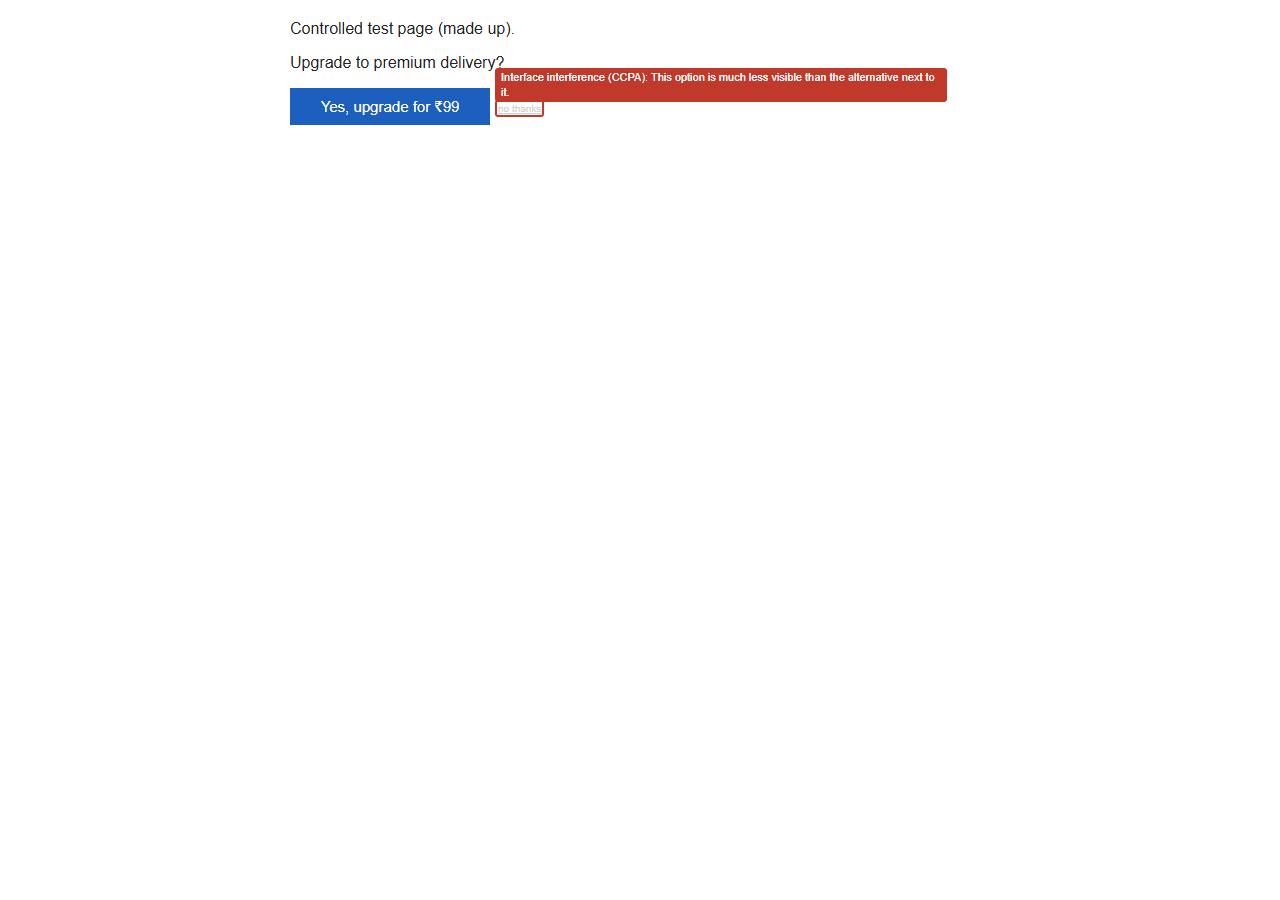 Controlled test page (made up).
Upgrade to premium delivery?
Interface interference (CCPA): This option is much less visible than the alternative next to
it.
Yes, upgrade for ₹99
no thanks